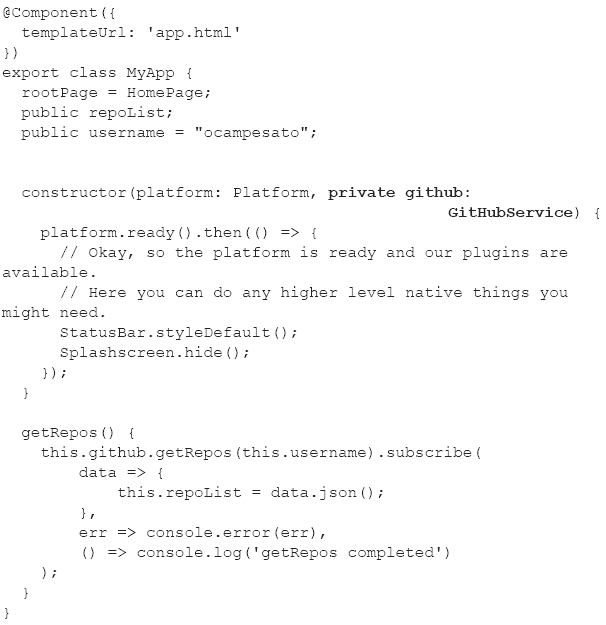 @Component({
  templateUrl: 'app.html'
})
export class MyApp {
  rootPage = HomePage;
  public repoList;
  public username = "ocampesato";

  constructor(platform: Platform, private github:
                                              GitHubService) {
    platform.ready().then(() => {
      // Okay, so the platform is ready and our plugins are
available.
      // Here you can do any higher level native things you
might need.
      StatusBar.styleDefault();
      Splashscreen.hide();
    });
  }

  getRepos() {
    this.github.getRepos(this.username).subscribe(
        data => {
            this.repoList = data.json();
        },
        err => console.error(err),
        () => console.log('getRepos completed')
    );
  }
}